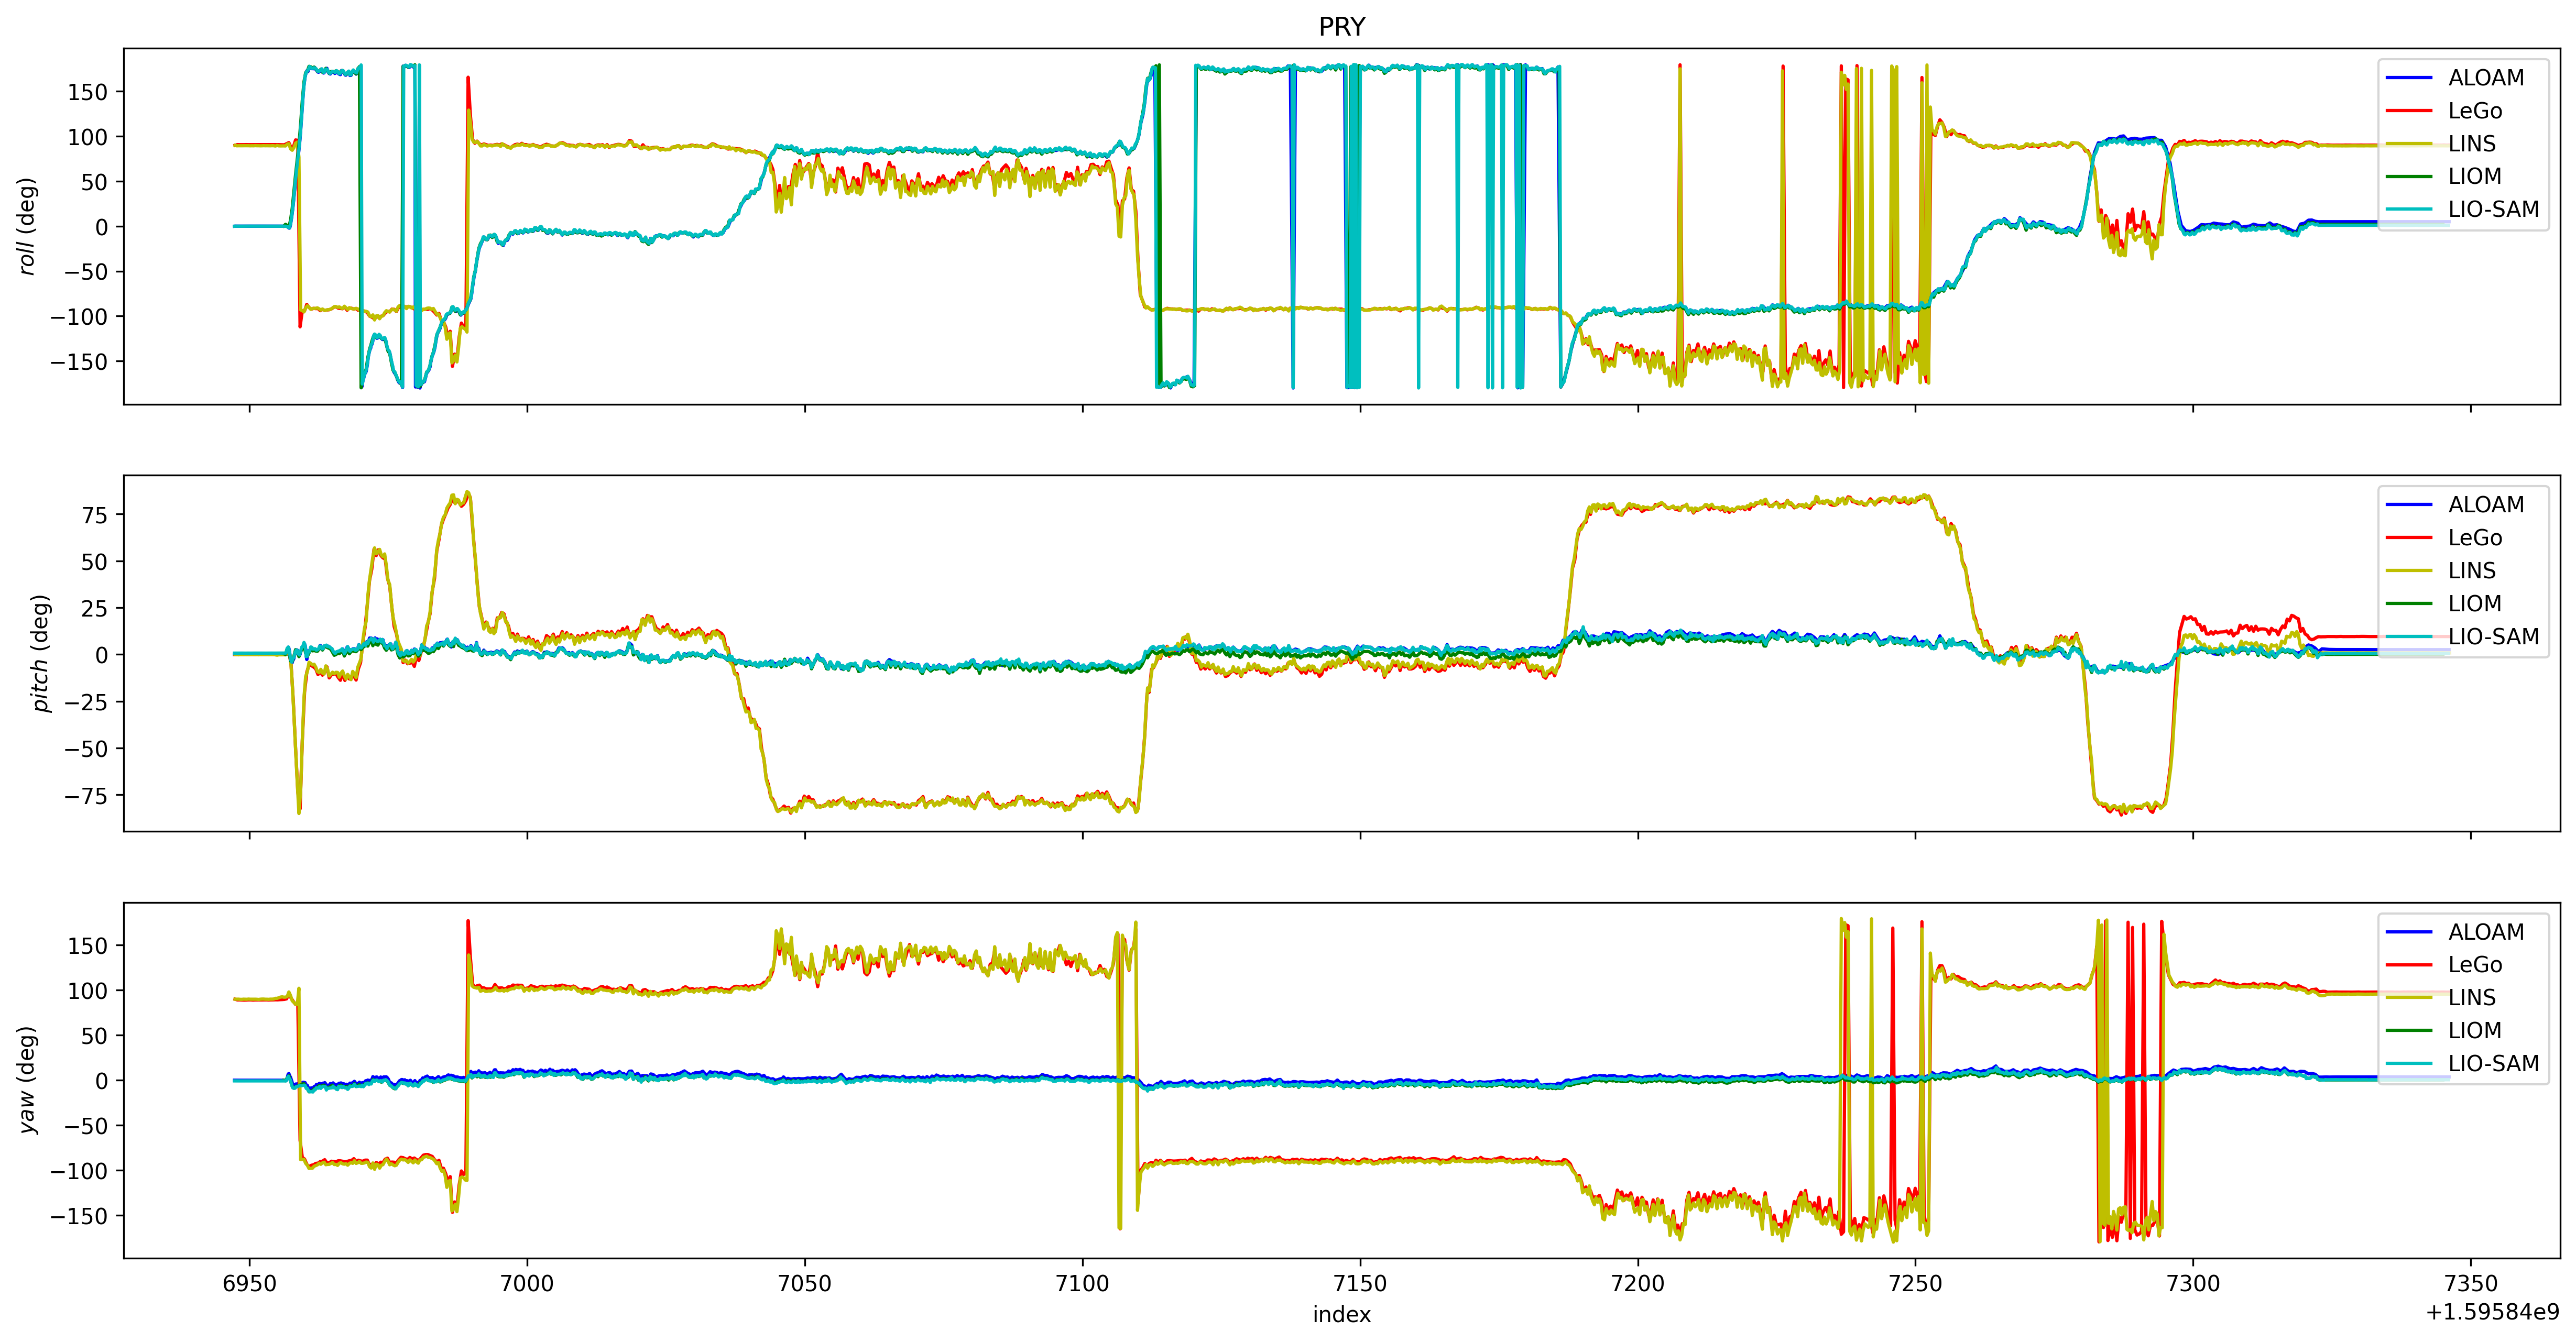 PRY
150
100
50
0
−50
−100
−150
roll (deg)
ALOAM
LeGo
LINS
LIOM
LIO-SAM
75
50
25
0
−25
−50
−75
pitch (deg)
ALOAM
LeGo
LINS
LIOM
LIO-SAM
150
100
50
0
−50
−100
−150
yaw (deg)
ALOAM
LeGo
LINS
LIOM
LIO-SAM
6950 7000 7050 7100 7150 7200 7250 7300 7350
index
+1.59584e9